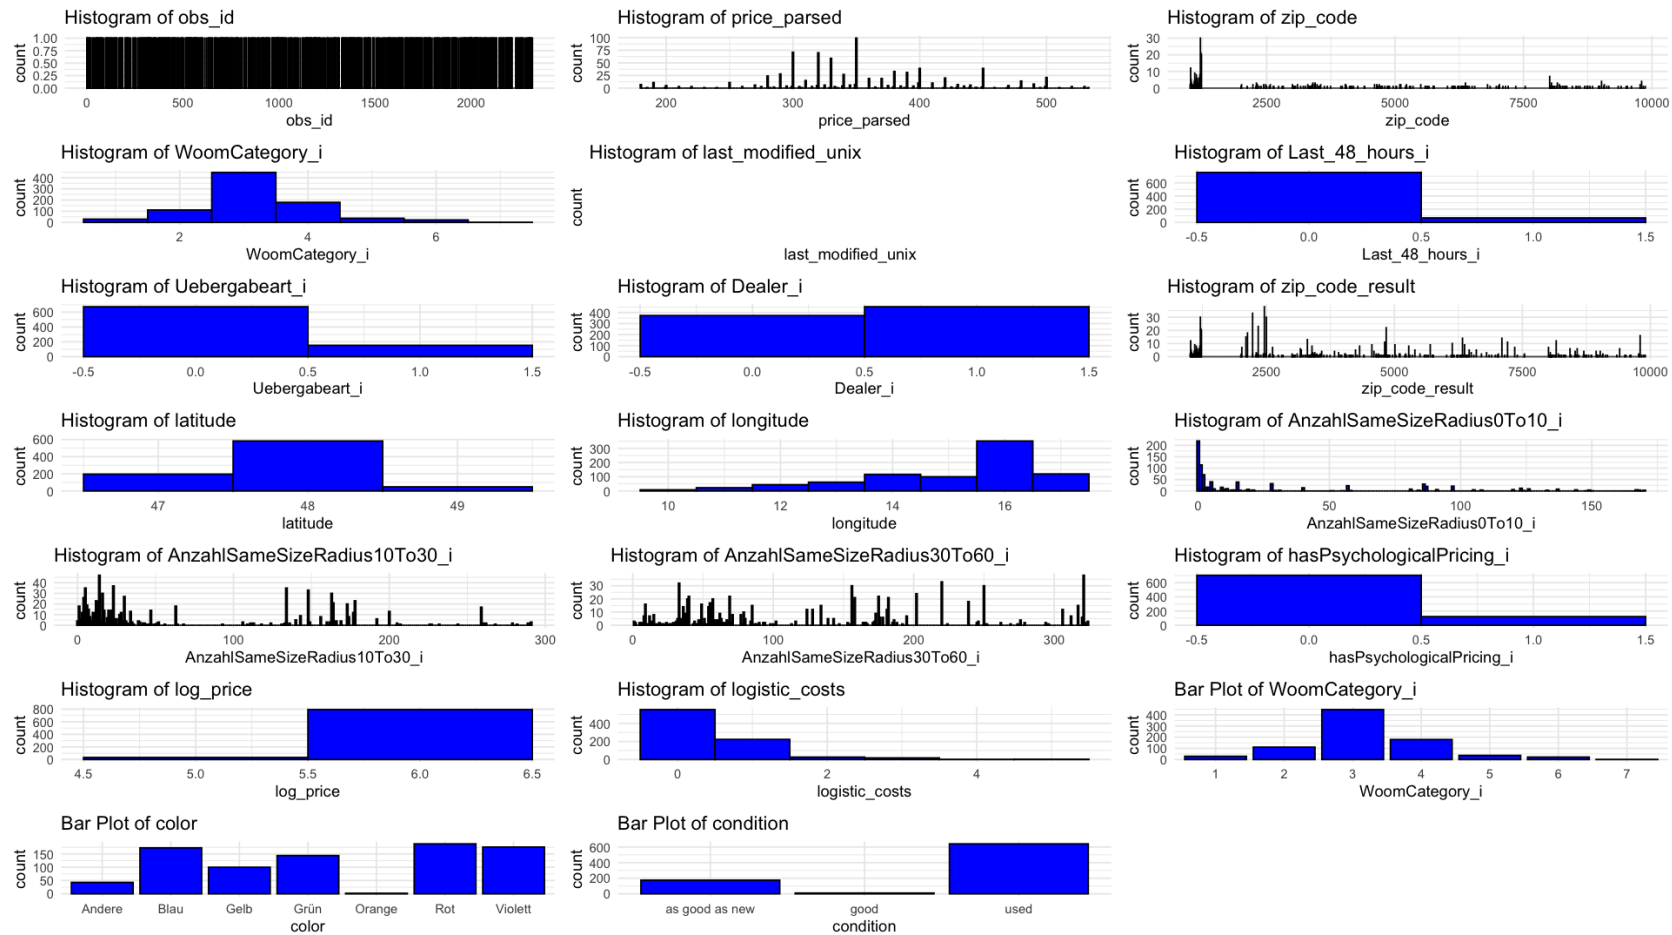 Histogram of obs_id
count
1.00
0.75
0.50
0.25
0.00
0 500 1000 1500 2000
obs_id
Histogram of price_parsed
count
100
75
50
25
0
200 300 400 500
price_parsed
Histogram of zip_code
count
30
20
10
0
2500 5000 7500 10000
zip_code
Histogram of WoomCategory_i
count
400
300
200
100
0
2 4 6
WoomCategory_i
Histogram of last_modified_unix
count
last_modified_unix
Histogram of Last_48_hours_i
count
600
400
200
0
-0.5 0.0 0.5 1.0 1.5
Last_48_hours_i
Histogram of Uebergabeart_i
count
600
400
200
0
-0.5 0.0 0.5 1.0 1.5
Uebergabeart_i
Histogram of Dealer_i
count
400
300
200
100
0
-0.5 0.0 0.5 1.0 1.5
Dealer_i
Histogram of zip_code_result
count
30
20
10
0
2500 5000 7500 10000
zip_code_result
Histogram of latitude
count
600
400
200
0
47 48 49
latitude
Histogram of longitude
count
300
200
100
0
10 12 14 16
longitude
Histogram of AnzahlSameSizeRadius0To10_i
count
200
150
100
50
0
0 50 100 150
AnzahlSameSizeRadius0To10_i
Histogram of AnzahlSameSizeRadius10To30_i
count
40
30
20
10
0
0 100 200 300
AnzahlSameSizeRadius10To30_i
Histogram of AnzahlSameSizeRadius30To60_i
count
30
20
10
0
0 100 200 300
AnzahlSameSizeRadius30To60_i
Histogram of hasPsychologicalPricing_i
count
600
400
200
0
-0.5 0.0 0.5 1.0 1.5
hasPsychologicalPricing_i
Histogram of log_price
count
800
600
400
200
0
4.5 5.0 5.5 6.0 6.5
log_price
Histogram of logistic_costs
count
400
200
0
0 2 4
logistic_costs
Bar Plot of WoomCategory_i
count
400
300
200
100
0
1 2 3 4 5 6 7
WoomCategory_i
Bar Plot of color
count
150
100
50
0
Andere Blau Gelb Grün Orange Rot Violett
color
Bar Plot of condition
count
600
400
200
0
as good as new good used
condition